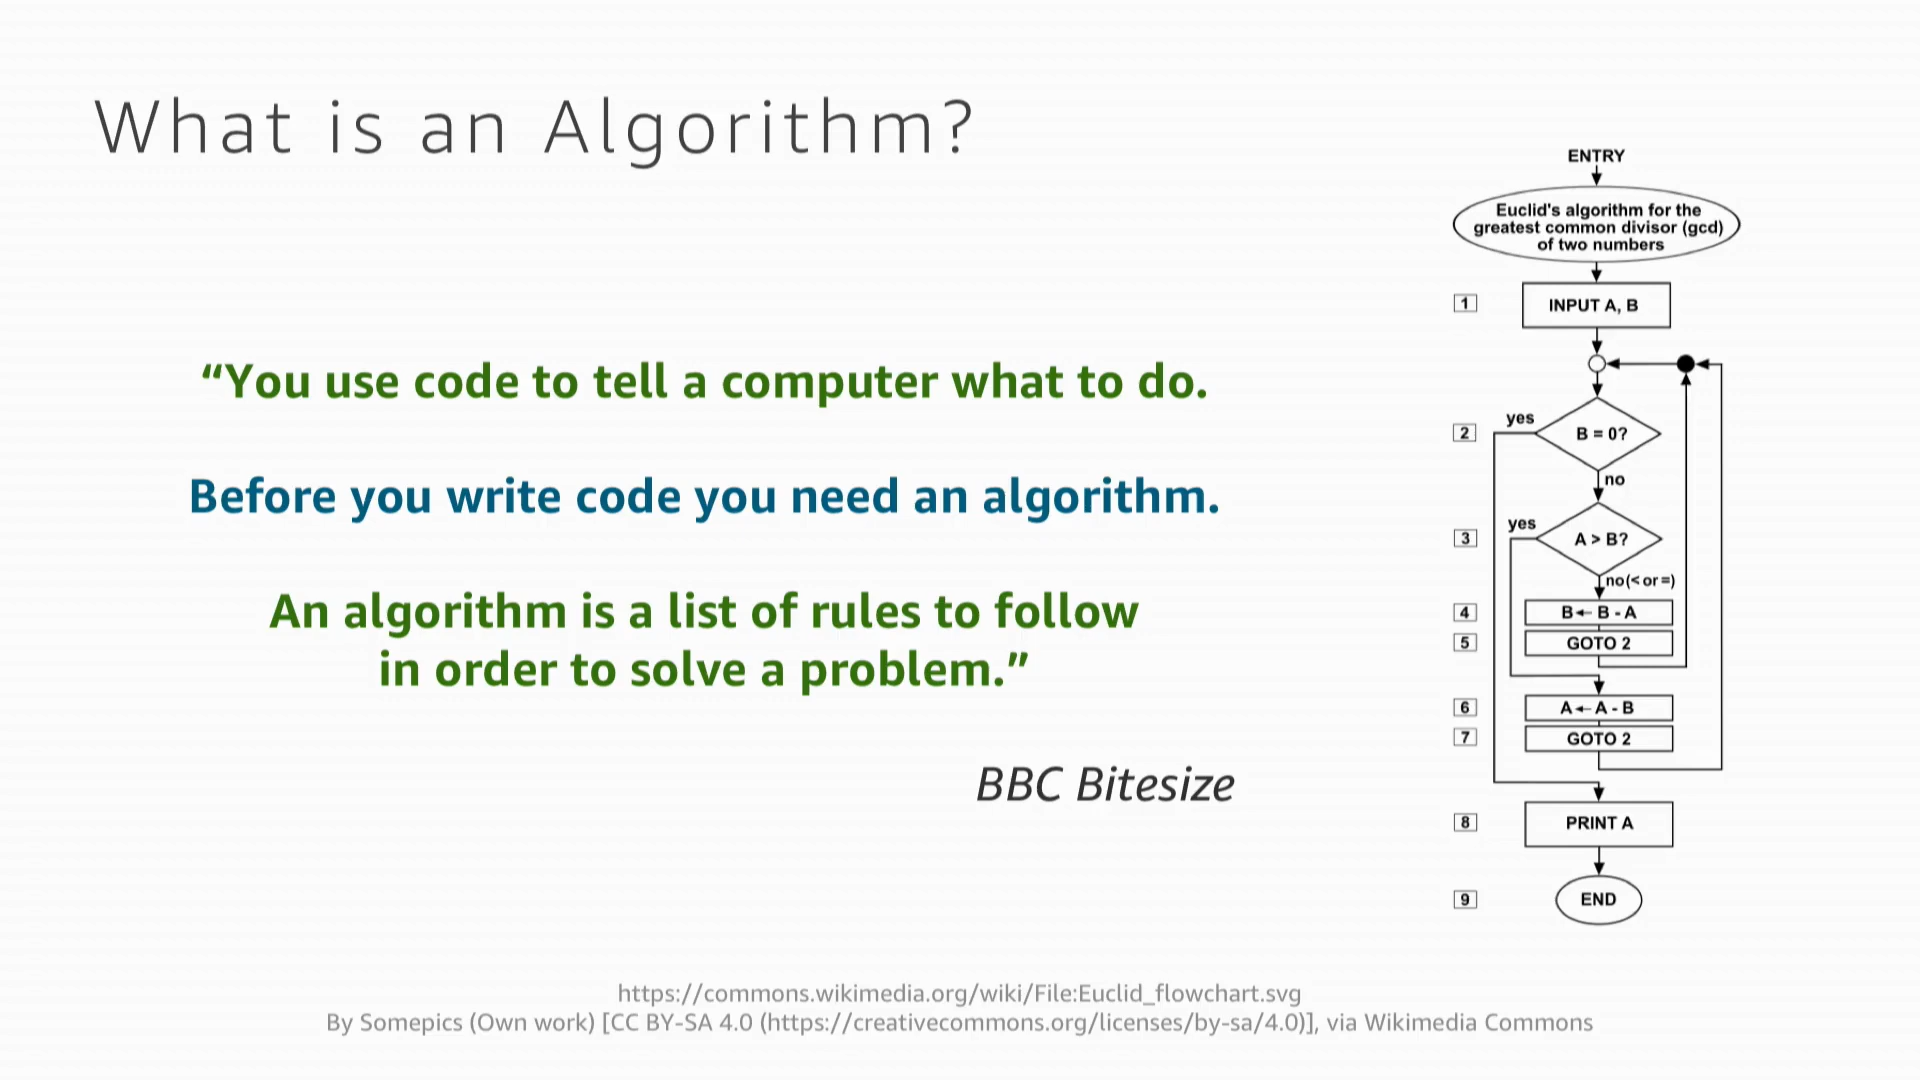 What is an Algorithm?
“You use code to tell a computer what to do.
Before you write code you need an algorithm.
An algorithm is a list of rules to follow
in order to solve a problem.”
BBC Bitesize
ENTRY
Euclid's algorithm for the
greatest common divisor (gcd)
of two numbers
1 INPUT A, B
yes
2 B = 0?
no
yes
3 A > B?
no(< or =)
4 B← B - A
5 GOTO 2
6 A← A - B
7 GOTO 2
8 PRINT A
9 END
https://commons.wikimedia.org/wiki/File:Euclid_flowchart.svg
By Somepics (Own work) [CC BY-SA 4.0 (https://creativecommons.org/licenses/by-sa/4.0)], via Wikimedia Commons